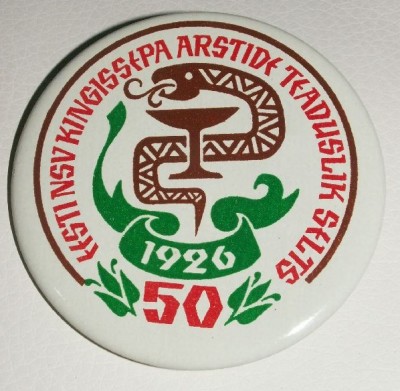 EESTI NSV KINGISSEPA ARSTIDE TEADUSLIK SELTS
1926
50